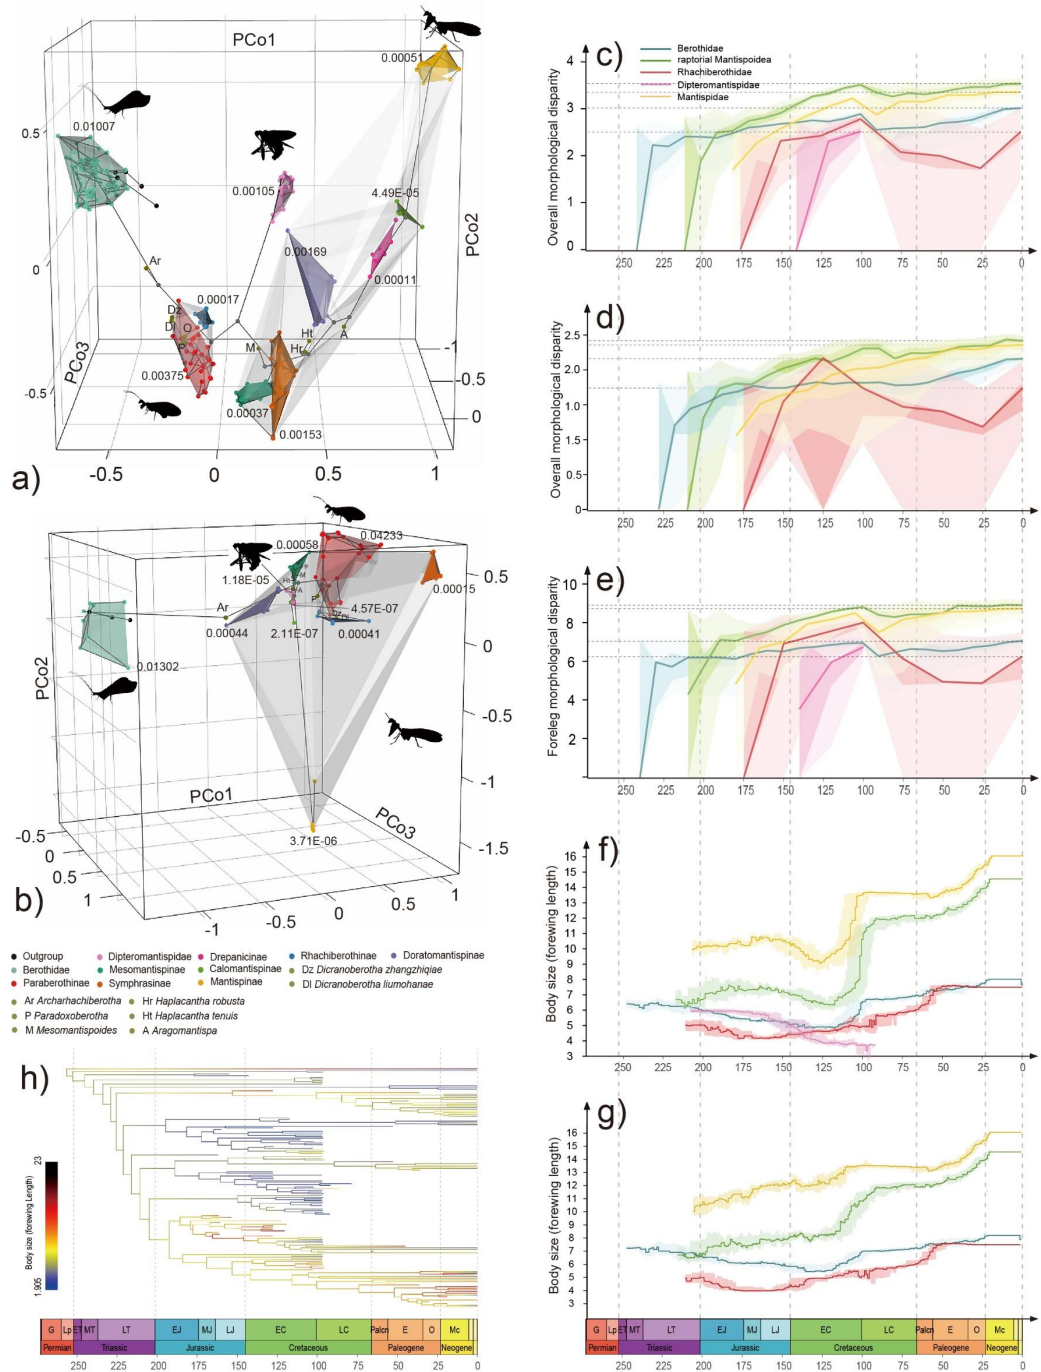 PCo1
0.00051
0.5
0.01007
0.00105
4.49E-05
PCo2
0.00169
0
Ar
0.00011
0.00017
Dz
Dl
O
P
Ht
A
M
Hr
PCo3
-1
0.00375
-0.5
-0.5
0.00037
0
0.00153
-0.5
0
0.5
1
a)
0.04233
0.00058
1.18E-05
0.5
0.00015
Ar
P
4.57E-07
0.00044
2.11E-07
0.00041
0
0.01302
PCo2
-0.5
PCo1
-1
PCo3
-0.5
3.71E-06
-1.5
0
0.5
1
1
0.5
0
-0.5
-1
b)
Outgroup
Dipteromantispidae
Drepanicinae
Rhachiberothinae
Doratomantispinae
Berothidae
Mesomantispinae
Calomantispinae
Dz Dicranoberotha zhangzhiqiae
Paraberothinae
Symphrasinae
Mantispinae
Dl Dicranoberotha liumohanae
Ar Archarhachiberotha
Hr Haplacantha robusta
P Paradoxoberotha
Ht Haplacantha tenuis
M Mesomantispoides
A Aragomantispa
h)
23
Body size (forewing Length)
1.905
G Lp ET MT LT EJ MJ LJ EC LC Palcn E O Mc
Permian Triassic Jurassic Cretaceous Paleogene Neogene
250 225 200 175 150 125 100 75 50 25 0
c)
Berothidae
raptorial Mantispoidea
Rhachiberothidae
Dipteromantispidae
Mantispidae
Overall morphological disparity
4
3
2
1
0
250 225 200 175 150 125 100 75 50 25 0
d)
Overall morphological disparity
2.5
2.0
1.0
1.5
0.5
0
250 225 200 175 150 125 100 75 50 25 0
e)
Foreleg morphological disparity
10
8
6
4
2
250 225 200 175 150 125 100 75 50 25 0
f)
Body size (forewing length)
16
15
14
13
12
11
10
9
8
7
6
5
4
3
250 225 200 175 150 125 100 75 50 25 0
g)
Body size (forewing length)
16
15
14
13
12
11
10
9
8
7
6
5
4
3
G Lp ET MT LT EJ MJ LJ EC LC Palcn E O Mc
Permian Triassic Jurassic Cretaceous Paleogene Neogene
250 225 200 175 150 125 100 75 50 25 0